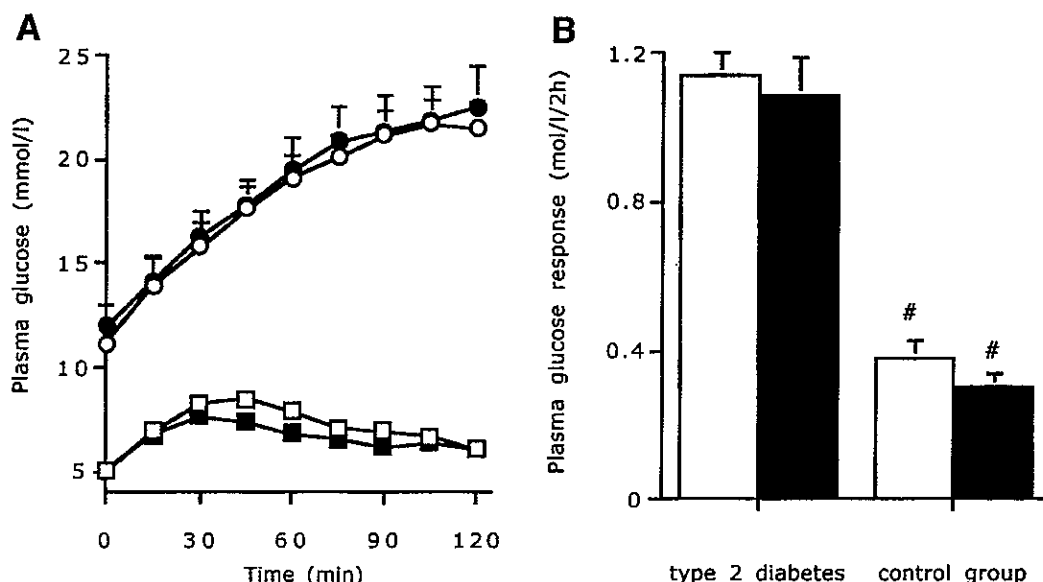 A
Plasma glucose (mmol/l)
25
20
15
10
5
0 30 60 90 120
Time (min)
B
Plasma glucose response (mol/l/2h)
1.2
0.8
0.4
0
#
#
type 2 diabetes control group